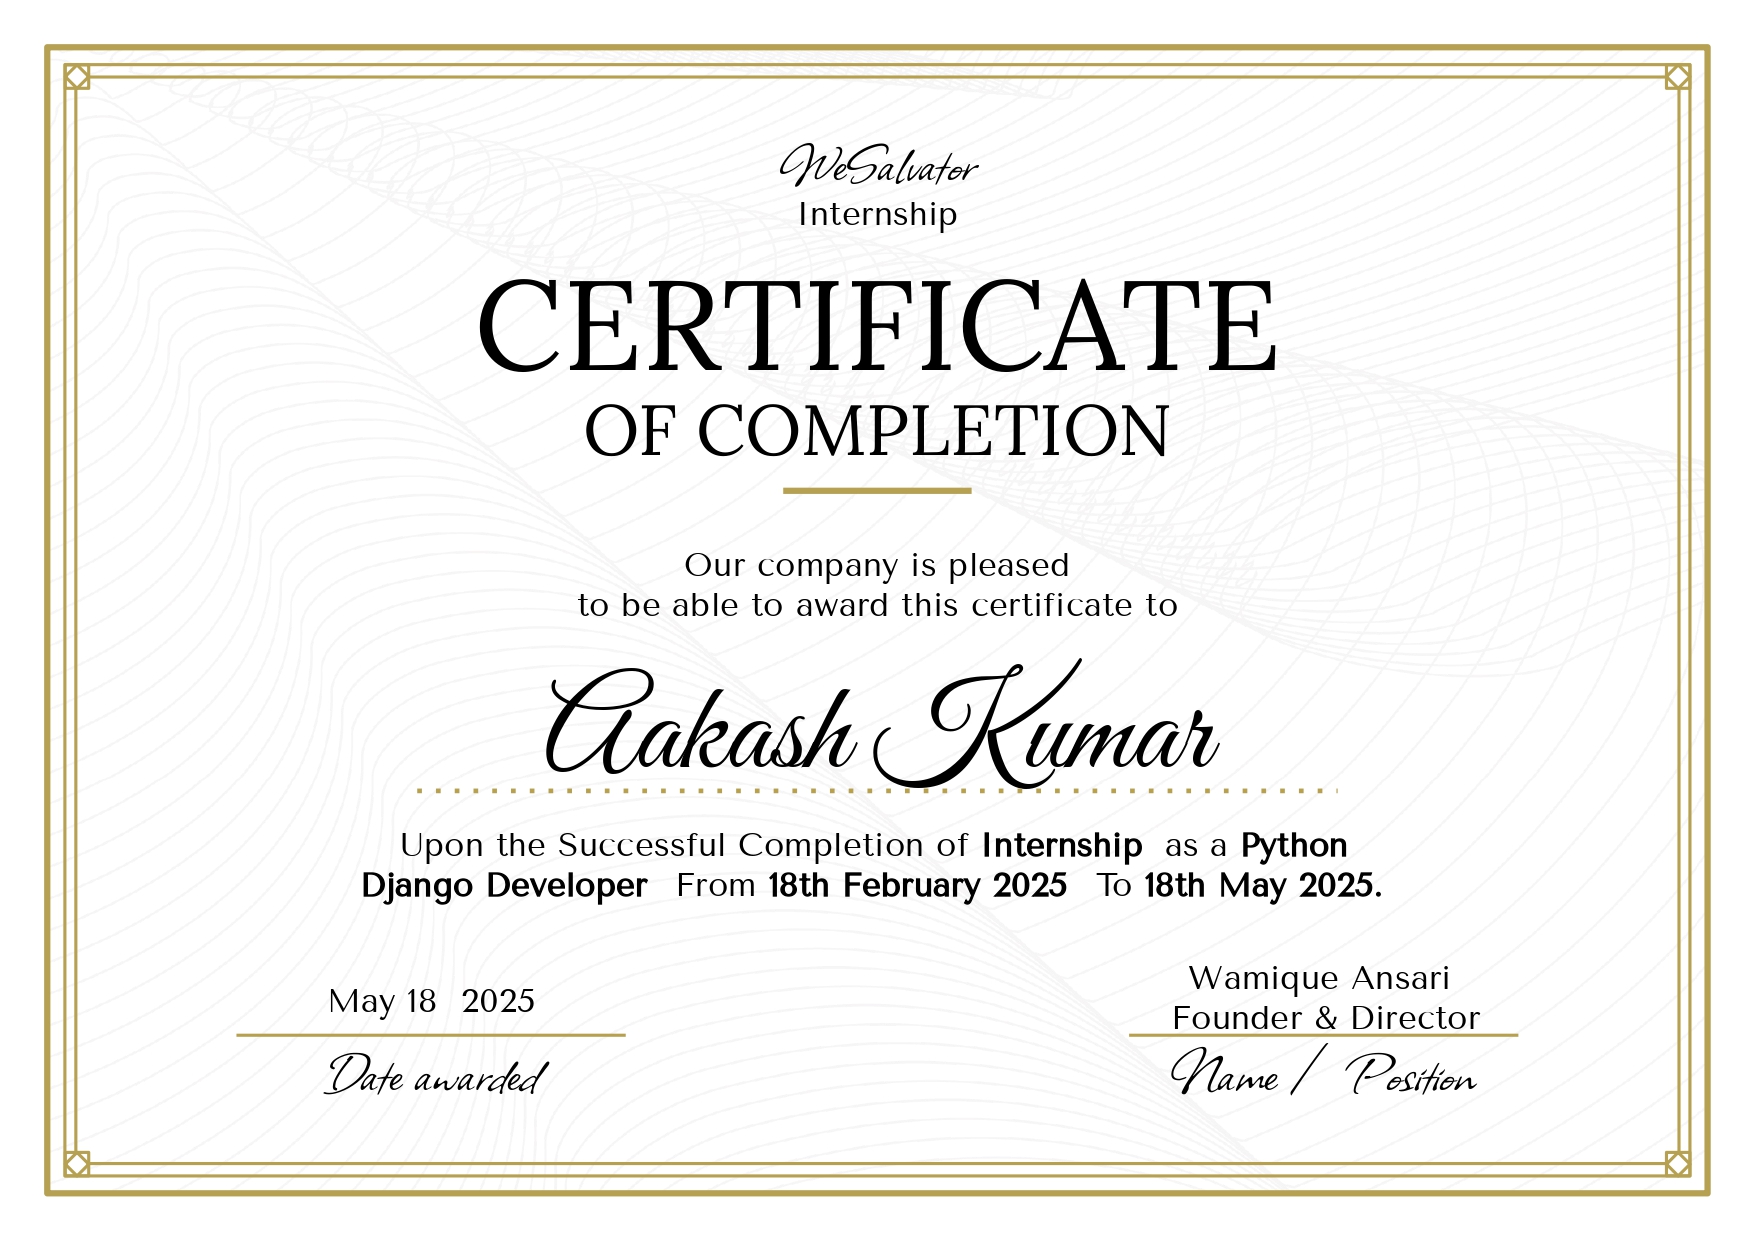 WeSalvator
Internship
CERTIFICATE
OF COMPLETION
Our company is pleased
to be able to award this certificate to
Aakash Kumar
Upon the Successful Completion of Internship as a Python
Django Developer From 18th February 2025 To 18th May 2025.
May 18 2025
Date awarded
Wamique Ansari
Founder & Director
Name / Position